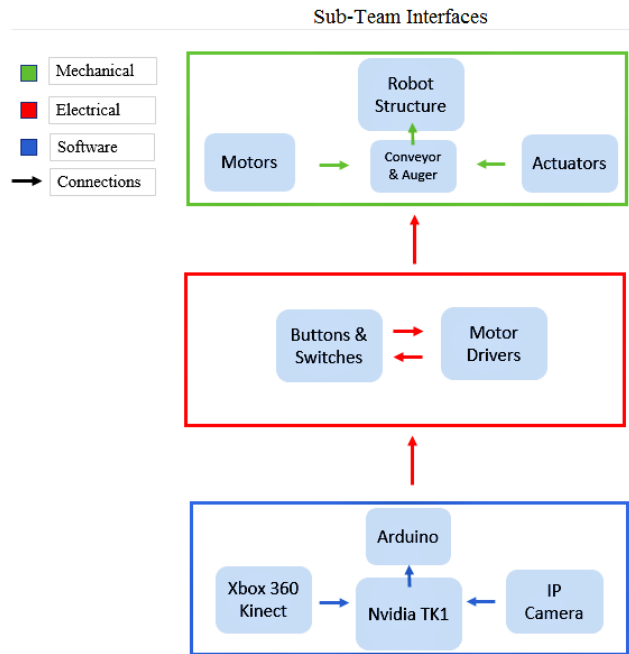 Sub-Team Interfaces
Mechanical
Electrical
Software
Connections
Robot
Structure
Motors
Conveyor
& Auger
Actuators
Buttons &
Switches
Motor
Drivers
Arduino
Xbox 360
Kinect
Nvidia TK1
IP
Camera